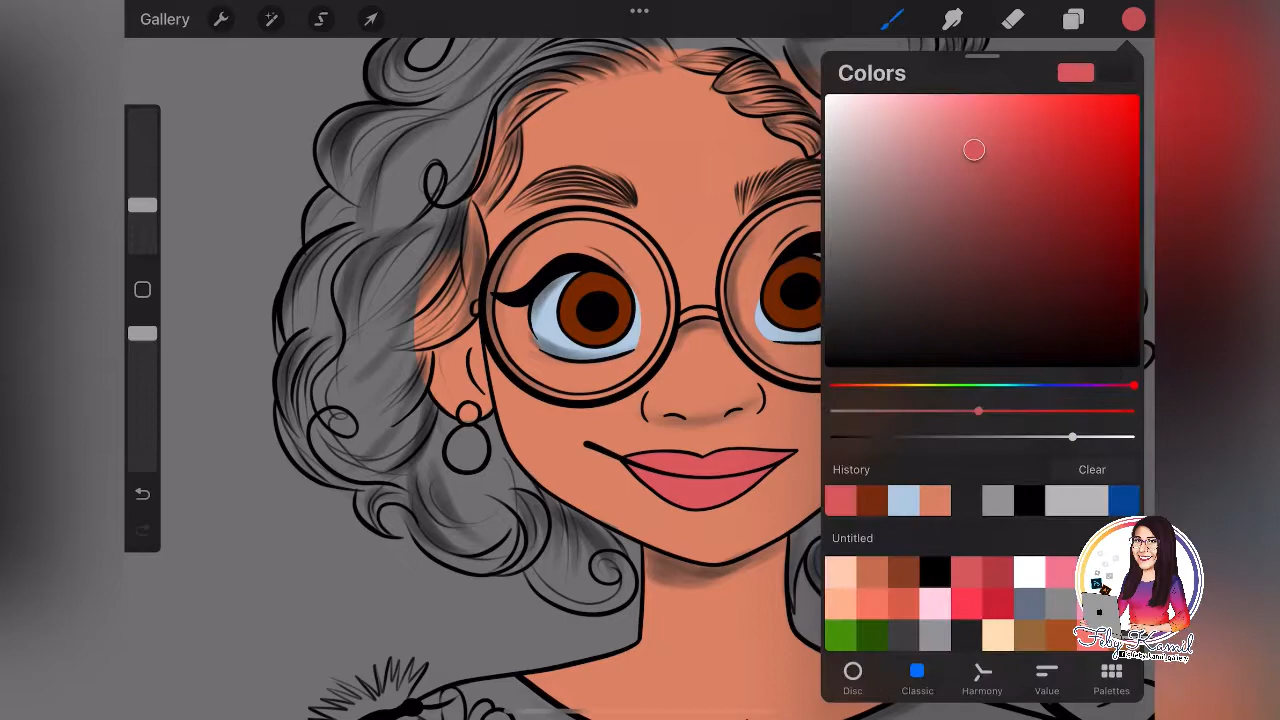 Gallery
Colors
History
Clear
Untitled
Disc
Classic
Harmony
Value
Palettes